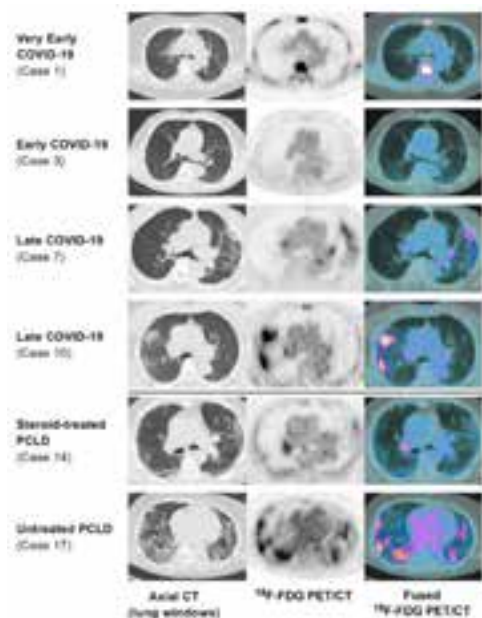 Very Early
COVID-19
(Case 1)
Early COVID-19
(Case 3)
Late COVID-19
(Case 7)
Late COVID-19
(Case 10)
Steroid-treated
PCLD
(Case 14)
Untreated PCLD
(Case 17)
Axial CT
(lung windows)
¹⁸F-FDG PET/CT
Fused
¹⁸F-FDG PET/CT